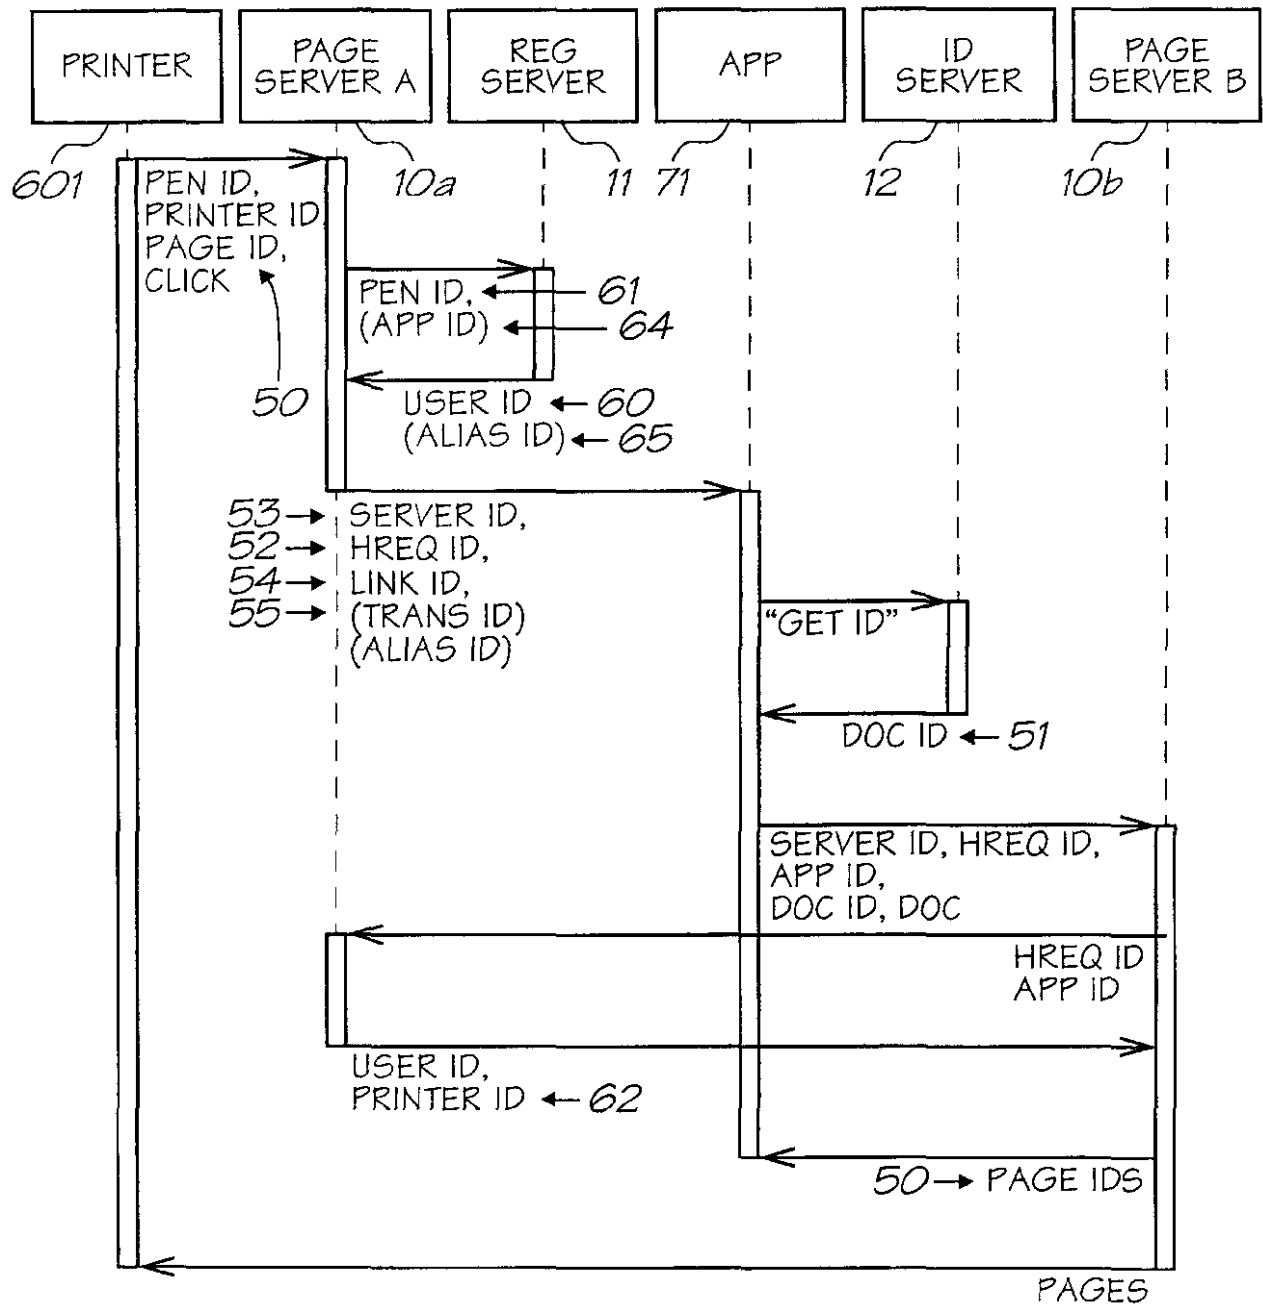 PRINTER
PAGE
SERVER A
REG
SERVER
APP
ID
SERVER
PAGE
SERVER B
601
10a
11
71
12
10b
PEN ID,
PRINTER ID
PAGE ID,
CLICK
50
PEN ID,
61
(APP ID)
64
USER ID
60
(ALIAS ID)
65
53
SERVER ID,
52
HREQ ID,
54
LINK ID,
55
(TRANS ID)
(ALIAS ID)
"GET ID"
DOC ID
51
SERVER ID, HREQ ID,
APP ID,
DOC ID, DOC
HREQ ID
APP ID
USER ID,
PRINTER ID
62
50
PAGE IDS
PAGES